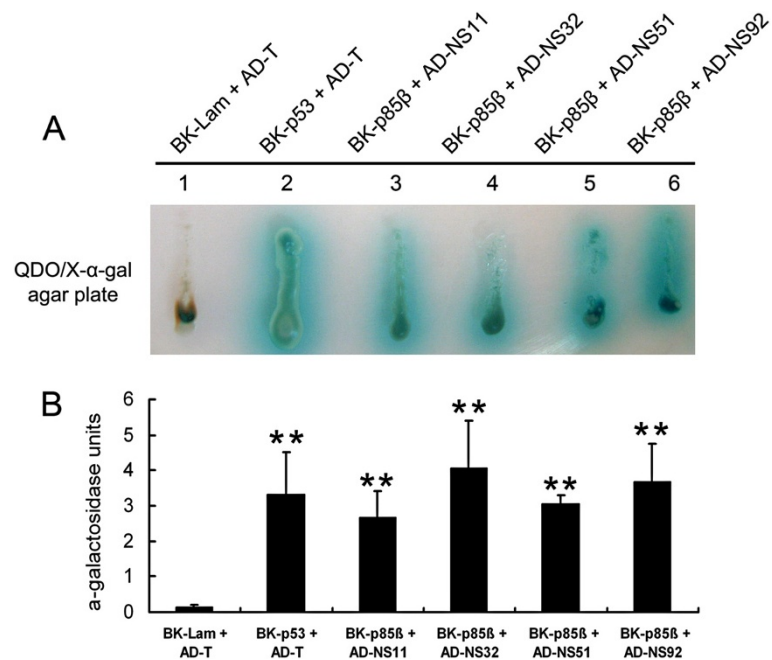 BK-Lam + AD-T
BK-p53 + AD-T
BK-p85β + AD-NS11
BK-p85β + AD-NS32
BK-p85β + AD-NS51
BK-p85β + AD-NS92
A
1 2 3 4 5 6
QDO/X-α-gal
agar plate
B
a-galactosidase units
6
5
4
3
2
1
0
** ** ** ** **
BK-Lam +
AD-T
BK-p53 +
AD-T
BK-p85ß +
AD-NS11
BK-p85ß +
AD-NS32
BK-p85ß +
AD-NS51
BK-p85ß +
AD-NS92